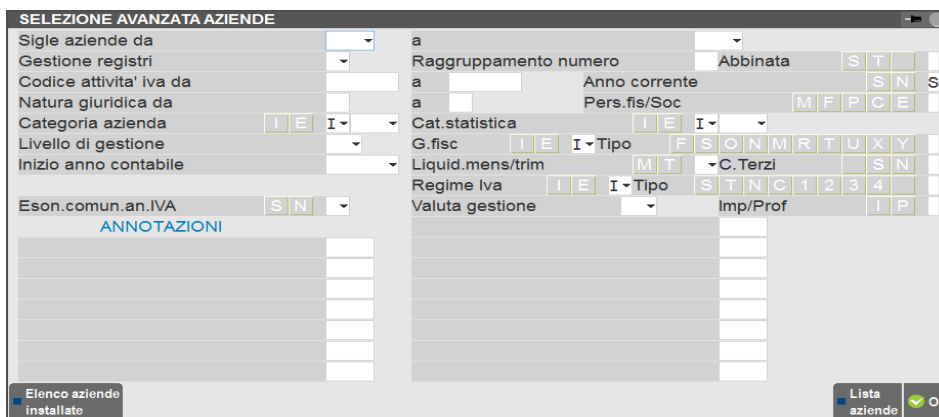 SELEZIONE AVANZATA AZIENDE
Sigle aziende da a
Gestione registri Raggruppamento numero Abbinata S T
Codice attivita' iva da a Anno corrente S N S
Natura giuridica da a Pers.fis/Soc M F P C E
Categoria azienda I E I Cat.statistica I E I
Livello di gestione G.fisc I E I Tipo F S O N M R T U X Y
Inizio anno contabile Liquid.mens/trim M T C.Terzi S N
Regime Iva I E I Tipo S T N C 1 2 3 4
Eson.comun.an.IVA S N Valuta gestione Imp/Prof I P
ANNOTAZIONI
Elenco aziende
installate
Lista
aziende
O